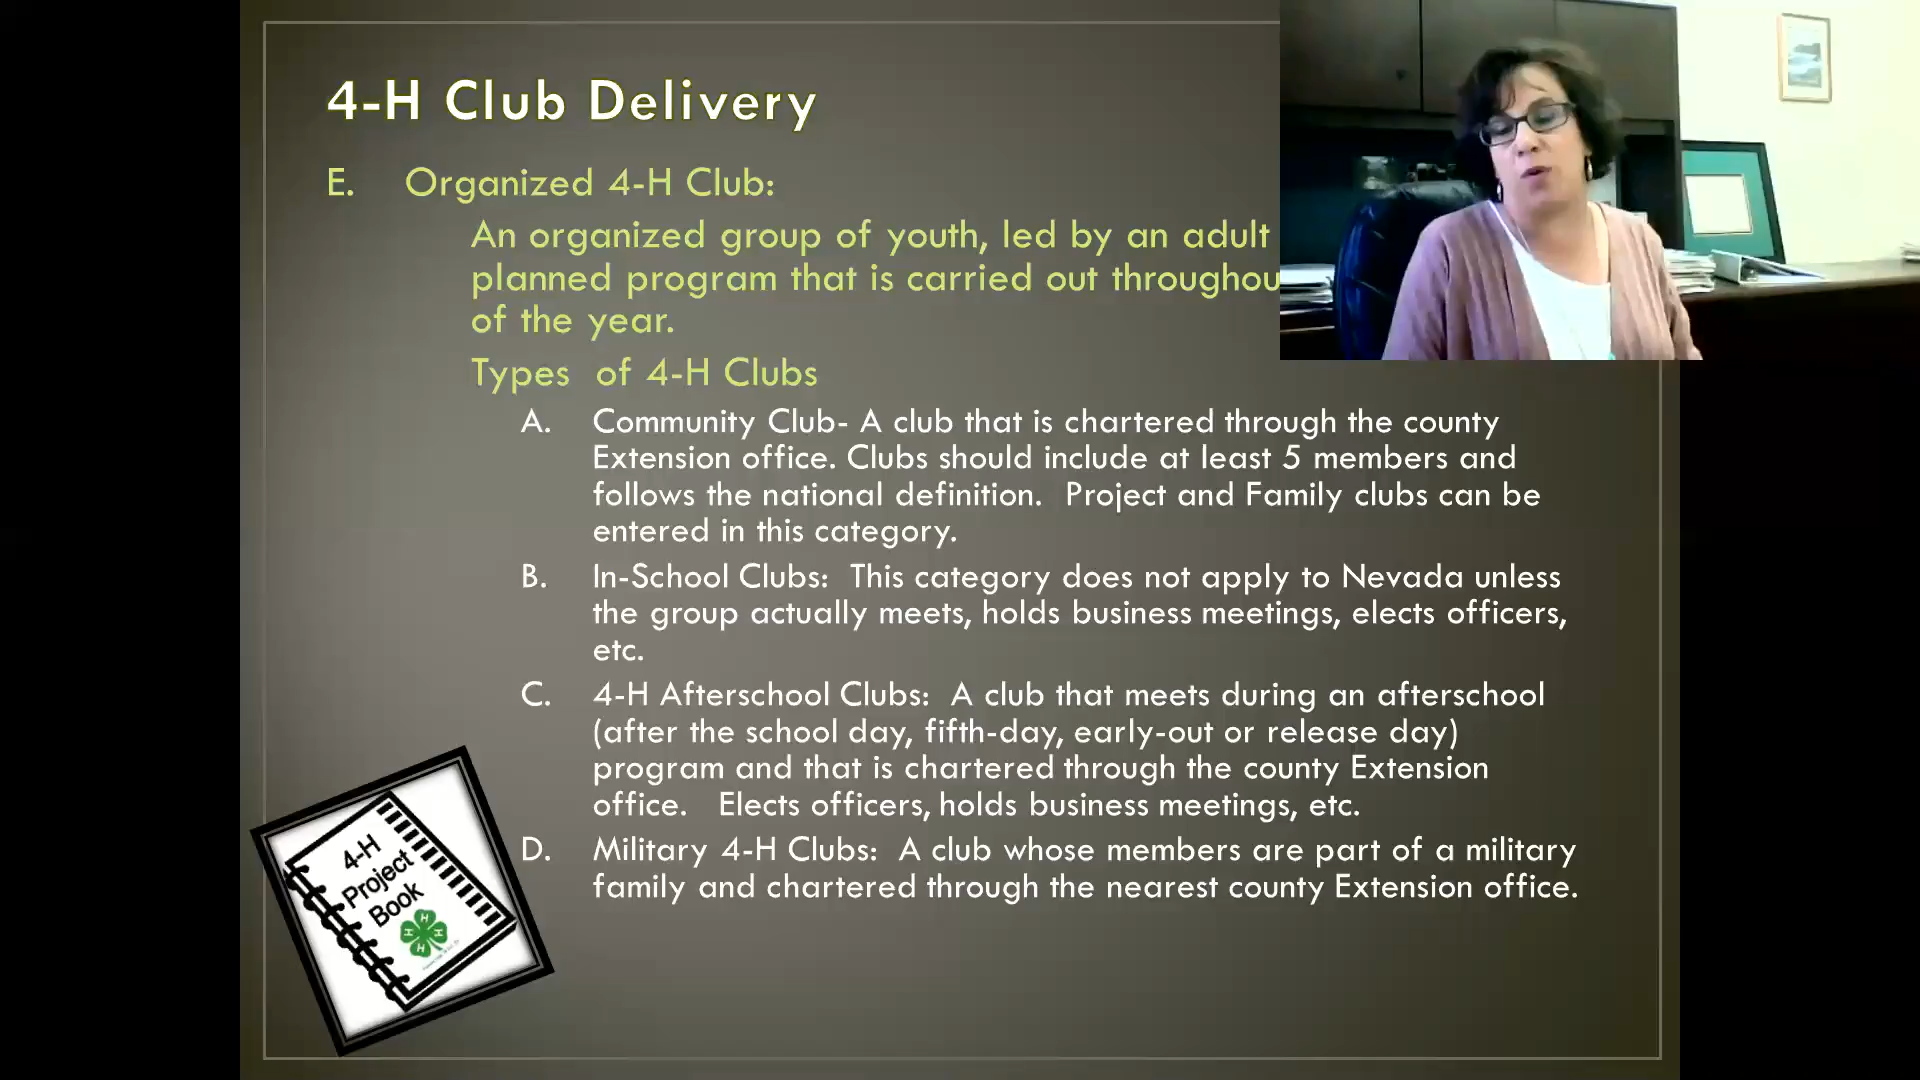 4-H Club Delivery
E. Organized 4-H Club:
An organized group of youth, led by an adult
planned program that is carried out
of the year.
Types of 4-H Clubs
A. Community Club- A club that is chartered through the county
Extension office. Clubs should include at least 5 members and
follows the national definition. Project and Family clubs can be
entered in this category.
B. In-School Clubs: This category does not apply to Nevada unless
the group actually meets, holds business meetings, elects officers,
etc.
C. 4-H Afterschool Clubs: A club that meets during an afterschool
(after the school day, fifth-day, early-out or release day)
program and that is chartered through the county Extension
office. Elects officers, holds business meetings, etc.
D. Military 4-H Clubs: A club whose members are part of a military
family and chartered through the nearest county Extension office.
4-H
Project
Book
H H H H